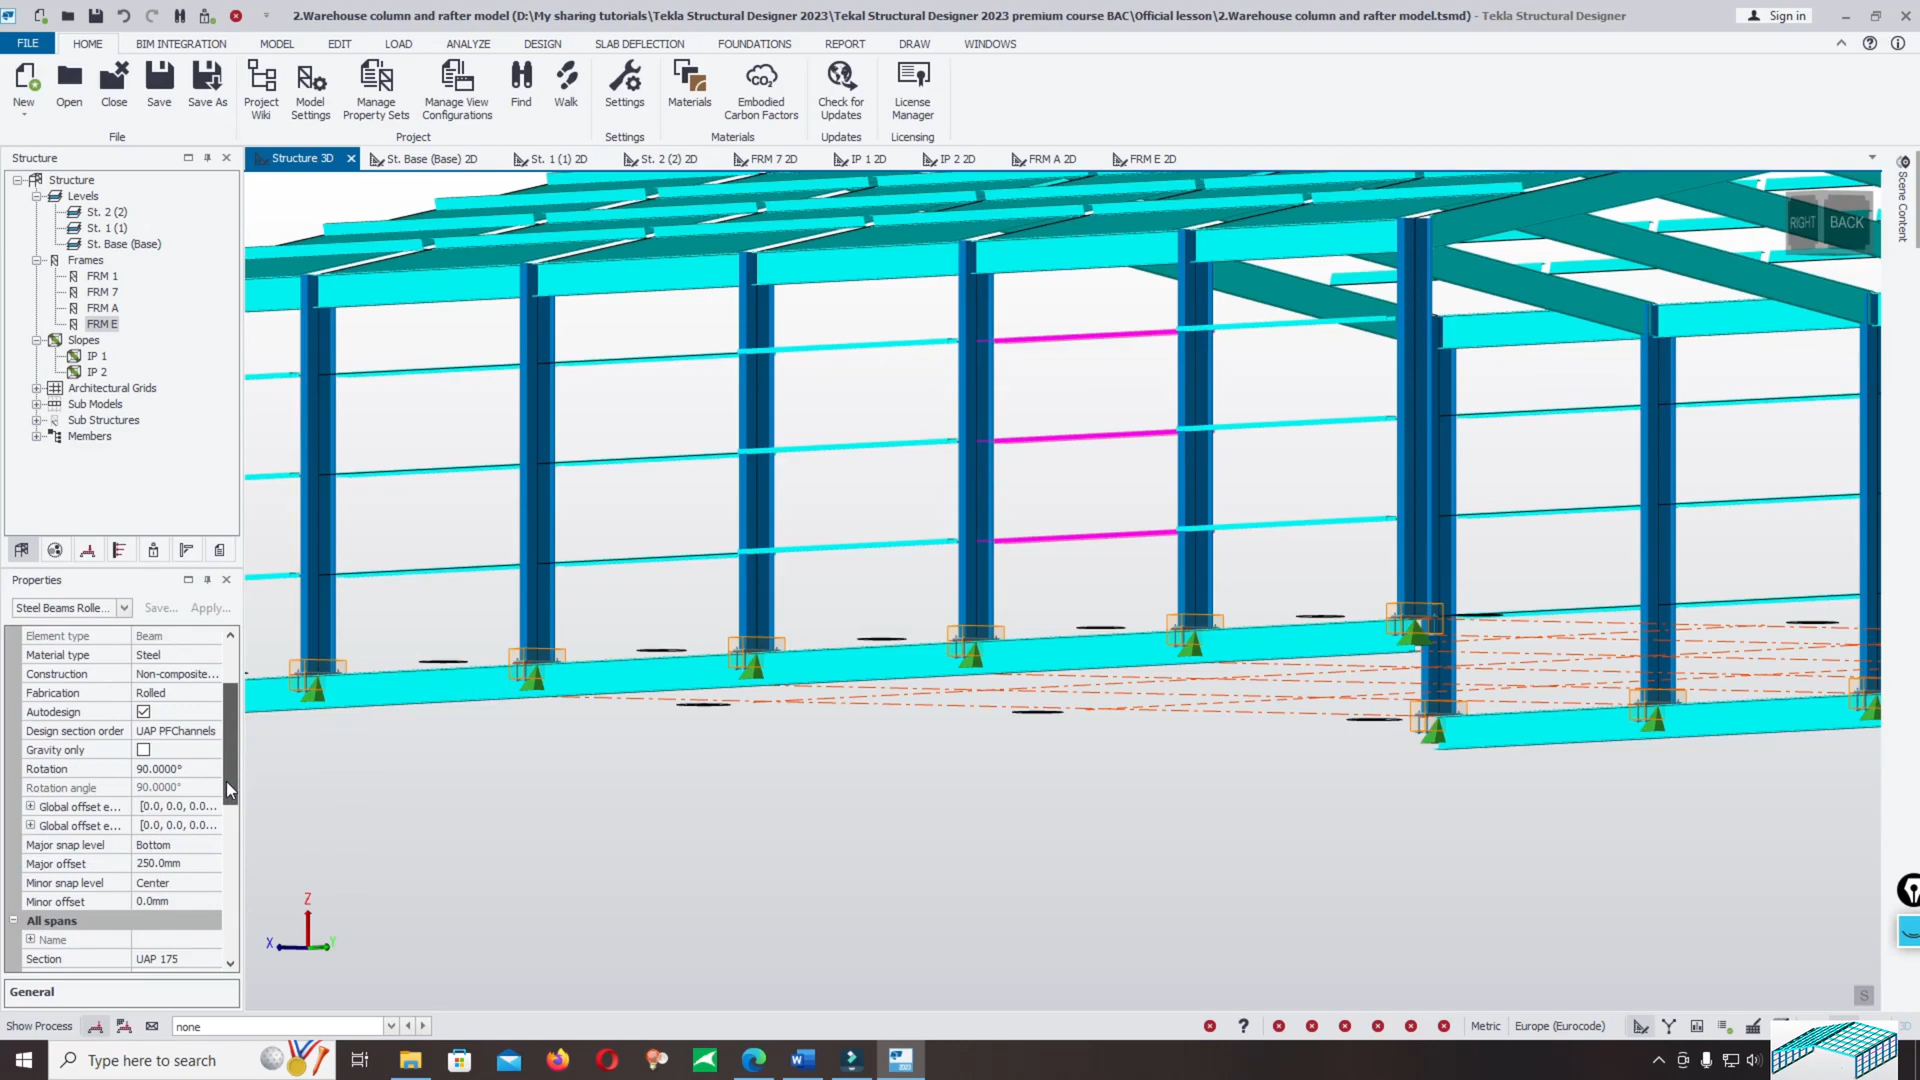 2.Warehouse column and rafter model (D:\My sharing tutorials\Tekla Structural Designer 2023\Tekal Structural Designer 2023 premium course BAC\Official lesson\2.Warehouse column and rafter model.tsmd) - Tekla Structural Designer
Sign in
FILE HOME BIM INTEGRATION MODEL EDIT LOAD ANALYZE DESIGN SLAB DEFLECTION FOUNDATIONS REPORT DRAW WINDOWS
New Open Close Save Save As Project Wiki Model Settings Manage Property Sets Manage View Configurations Find Walk Settings Materials Embodied Carbon Factors Check for Updates License Manager
File Project Settings Materials Updates Licensing
Structure
Structure 3D St. Base (Base) 2D St. 1 (1) 2D St. 2 (2) 2D FRM 7 2D IP 1 2D IP 2 2D FRM A 2D FRM E 2D
Scene Content
Structure
Levels
St. 2 (2)
St. 1 (1)
St. Base (Base)
Frames
FRM 1
FRM 7
FRM A
FRM E
Slopes
IP 1
IP 2
Architectural Grids
Sub Models
Sub Structures
Members
RIGHT BACK
Properties
Steel Beams Rolle... Save... Apply...
Element type Beam
Material type Steel
Construction Non-composite...
Fabrication Rolled
Autodesign
Design section order UAP PFChannels
Gravity only
Rotation 90.0000°
Rotation angle 90.0000°
Global offset e... [0.0, 0.0, 0.0...
Global offset e... [0.0, 0.0, 0.0...
Major snap level Bottom
Major offset 250.0mm
Minor snap level Center
Minor offset 0.0mm
All spans
Name
Section UAP 175
General
Z
X Y
S
Show Process none
Metric Europe (Eurocode)
Type here to search